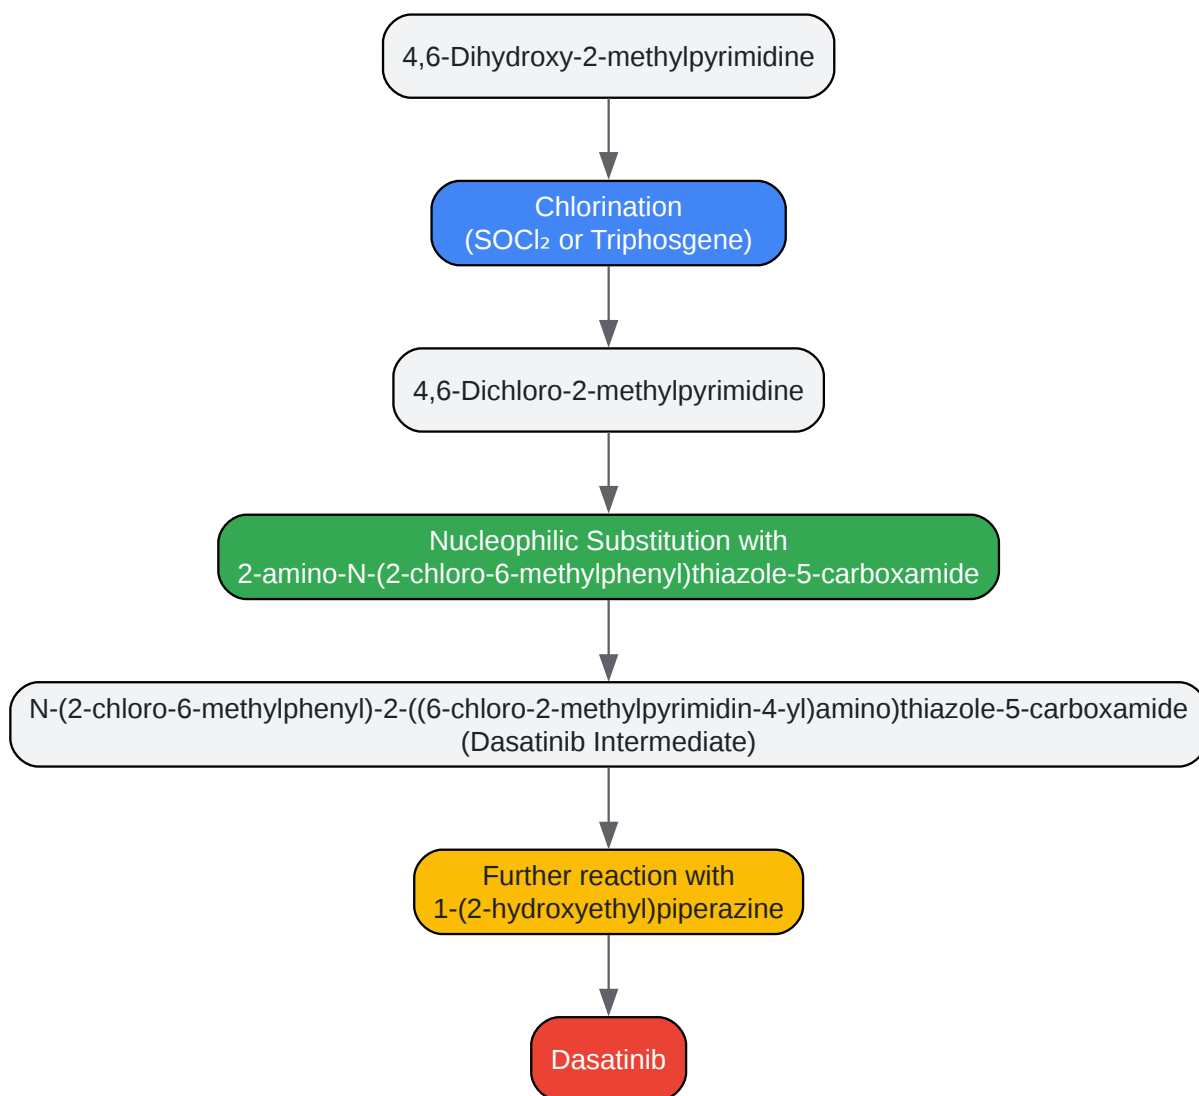 4,6-Dihydroxy-2-methylpyrimidine
Chlorination
(SOCl₂ or Triphosgene)
4,6-Dichloro-2-methylpyrimidine
Nucleophilic Substitution with
2-amino-N-(2-chloro-6-methylphenyl)thiazole-5-carboxamide
N-(2-chloro-6-methylphenyl)-2-((6-chloro-2-methylpyrimidin-4-yl)amino)thiazole-5-carboxamide
(Dasatinib Intermediate)
Further reaction with
1-(2-hydroxyethyl)piperazine
Dasatinib